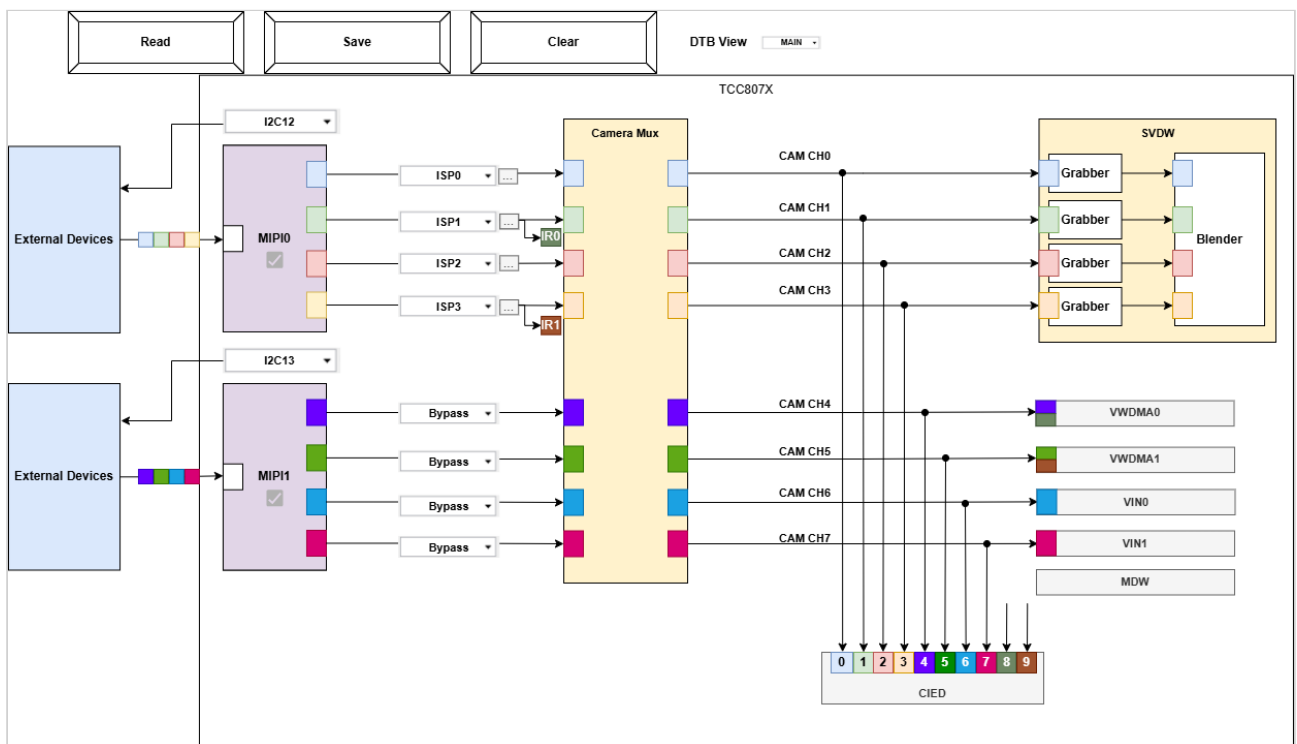 Read
Save
Clear
DTB View
MAIN
TCC807X
I2C12
Camera Mux
SVDW
External Devices
MIPI0
ISP0
...
CAM CH0
Grabber
ISP1
...
IR0
CAM CH1
Grabber
Blender
ISP2
...
CAM CH2
Grabber
ISP3
...
IR1
CAM CH3
Grabber
I2C13
External Devices
MIPI1
Bypass
CAM CH4
VWDMA0
Bypass
CAM CH5
VWDMA1
Bypass
CAM CH6
VIN0
Bypass
CAM CH7
VIN1
MDW
0 1 2 3 4 5 6 7 8 9
CIED